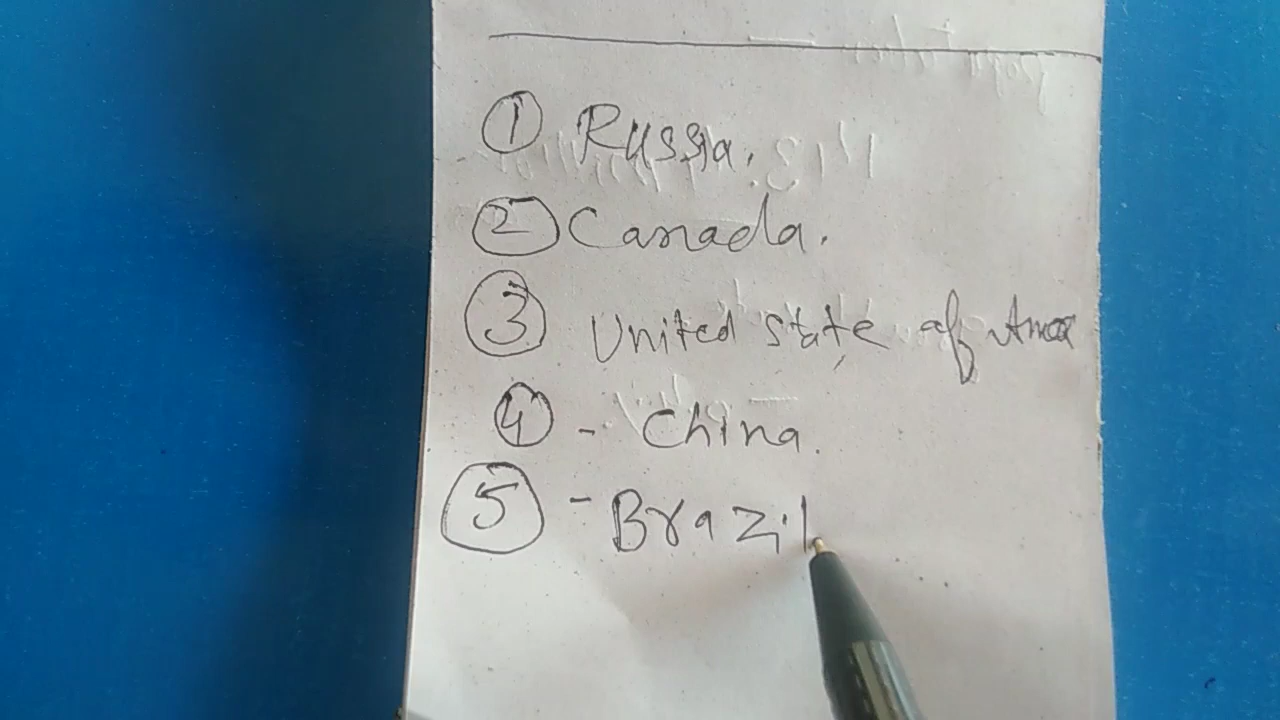 ① Russia.
② Canada.
③ United state of
④ - China.
⑤ - Brazil